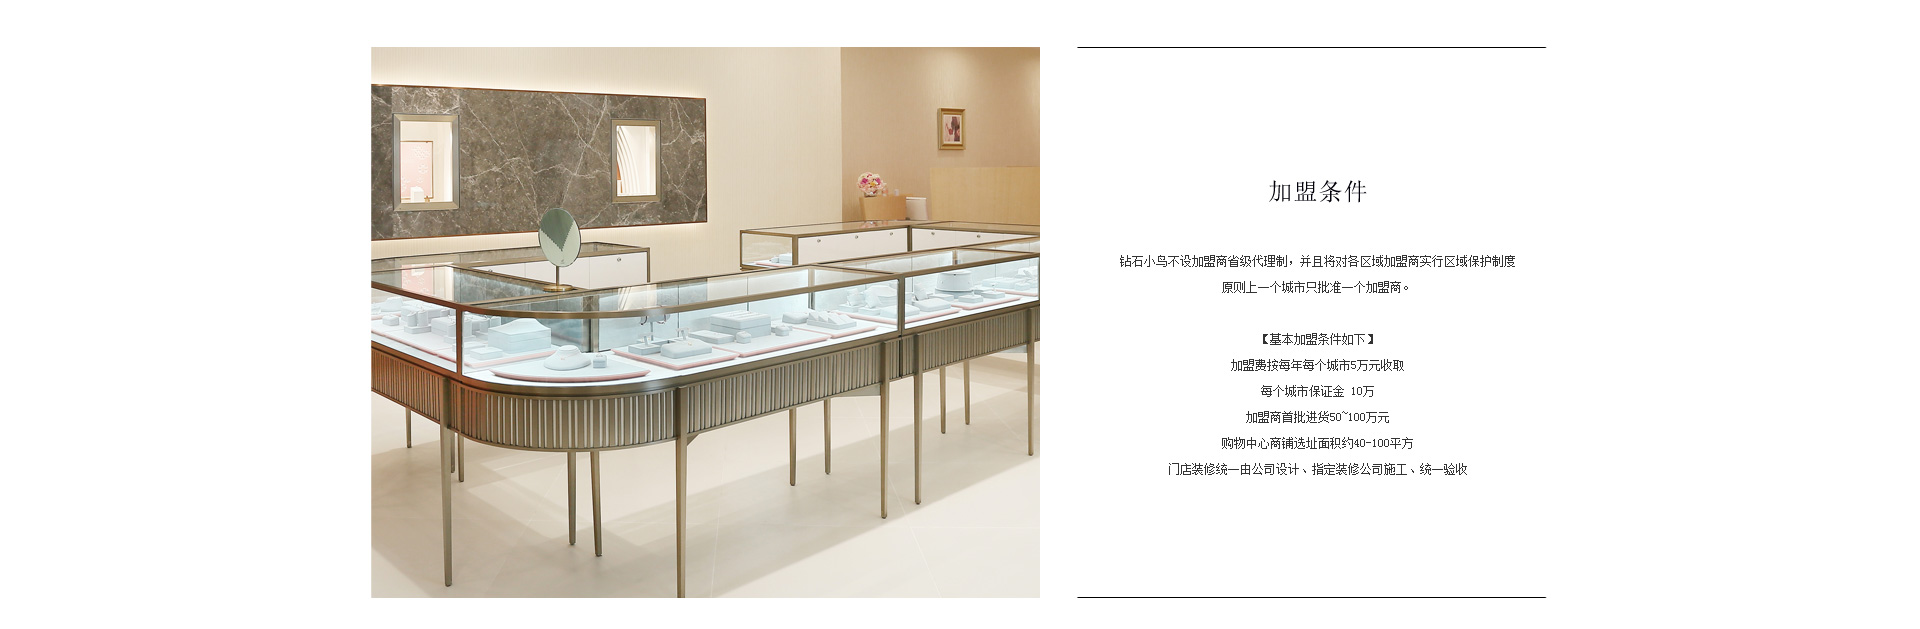 加盟条件
钻石小鸟不设加盟商省级代理制，并且将对各区域加盟商实行区域保护制度
原则上一个城市只批准一个加盟商。
【基本加盟条件如下】
加盟费按每年每个城市5万元收取
每个城市保证金 10万
加盟商首批进货50~100万元
购物中心商铺选址面积约40-100平方
门店装修统一由公司设计、指定装修公司施工、统一验收